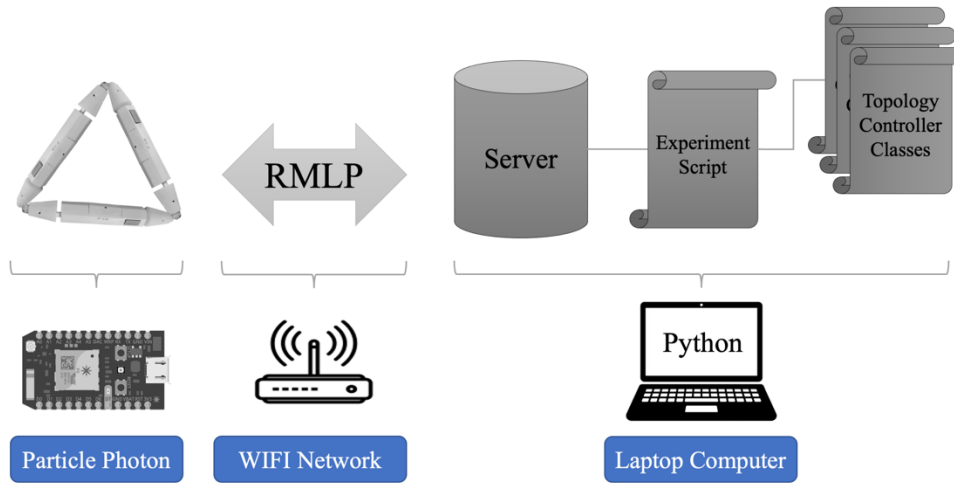 RMLP
Server
Experiment
Script
Topology
Controller
Classes
Python
Particle Photon
WIFI Network
Laptop Computer